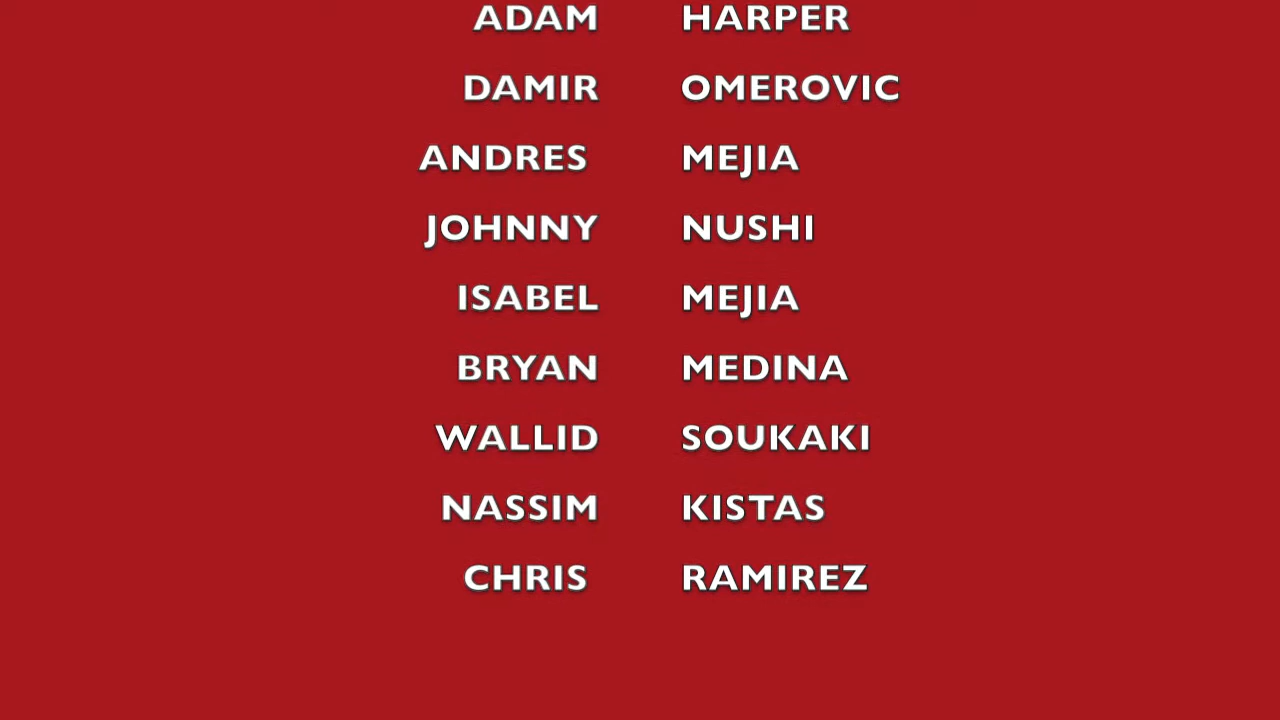 ADAM HARPER
DAMIR OMEROVIC
ANDRES MEJIA
JOHNNY NUSHI
ISABEL MEJIA
BRYAN MEDINA
WALLID SOUKAKI
NASSIM KISTAS
CHRIS RAMIREZ